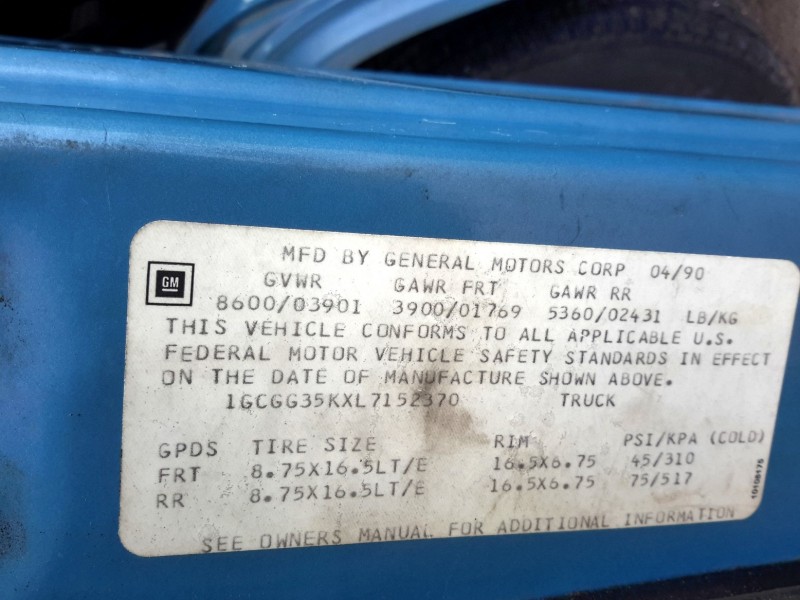 MFD BY GENERAL MOTORS CORP 04/90
GM
GVWR GAWR FRT GAWR RR
8600/03901 3900/01769 5360/02431 LB/KG
THIS VEHICLE CONFORMS TO ALL APPLICABLE U.S.
FEDERAL MOTOR VEHICLE SAFETY STANDARDS IN EFFECT
ON THE DATE OF MANUFACTURE SHOWN ABOVE.
1GCGG35KXL7152370 TRUCK
GPDS TIRE SIZE RIM PSI/KPA (COLD)
FRT 8.75X16.5LT/E 16.5X6.75 45/310
RR 8.75X16.5LT/E 16.5X6.75 75/517
SEE OWNERS MANUAL FOR ADDITIONAL INFORMATION